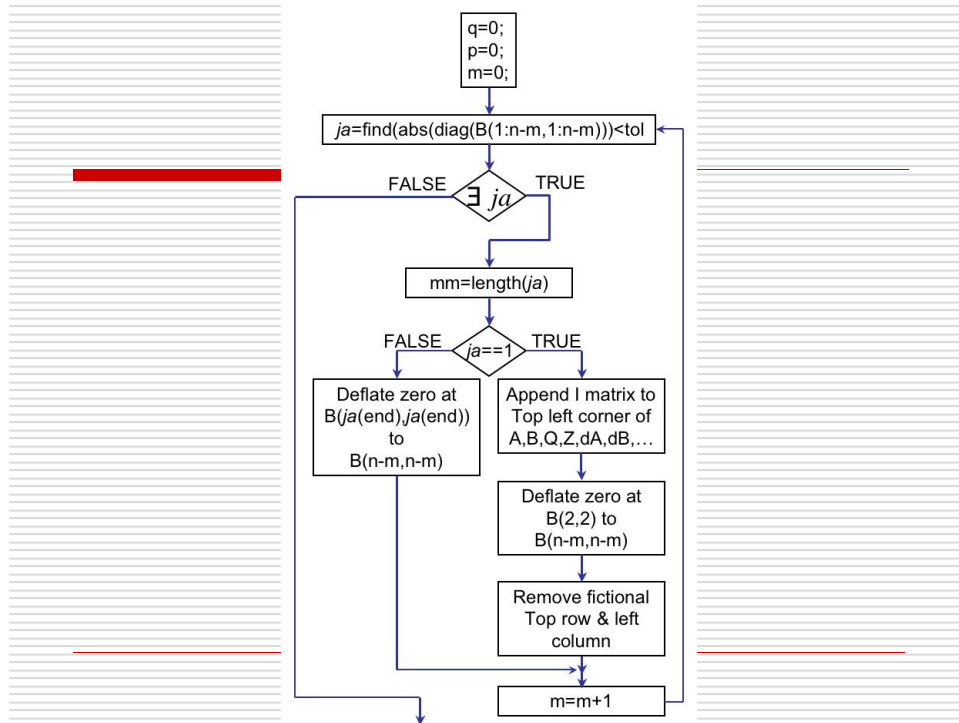 q=0;
p=0;
m=0;
ja=find(abs(diag(B(1:n-m,1:n-m)))<tol
FALSE
TRUE
∃ ja
mm=length(ja)
FALSE
TRUE
ja==1
Deflate zero at
B(ja(end),ja(end))
to
B(n-m,n-m)
Append I matrix to
Top left corner of
A,B,Q,Z,dA,dB,…
Deflate zero at
B(2,2) to
B(n-m,n-m)
Remove fictional
Top row & left
column
m=m+1